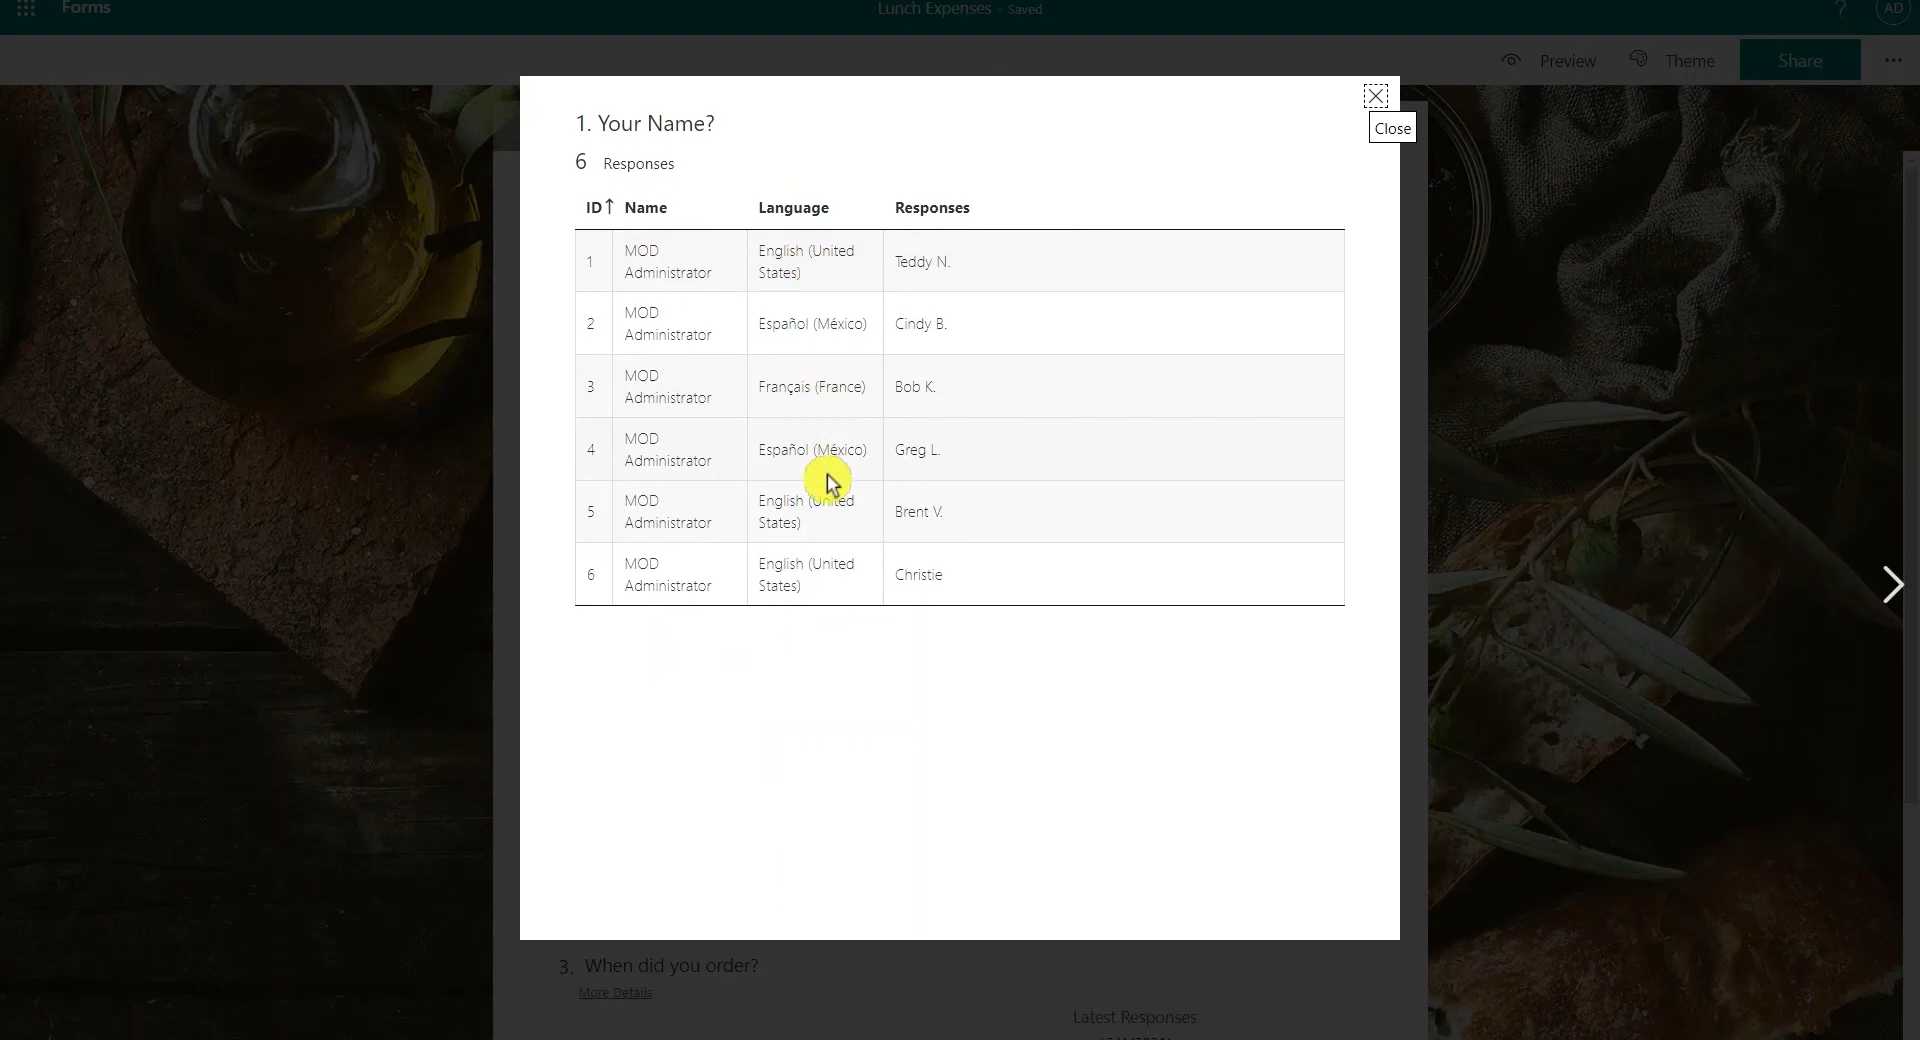 Forms
Lunch Expenses - Saved
?
AD
Preview
Theme
Share
...
1. Your Name?
Close
6 Responses
ID↑ Name Language Responses
1 MOD Administrator English (United States) Teddy N.
2 MOD Administrator Español (México) Cindy B.
3 MOD Administrator Français (France) Bob K.
4 MOD Administrator Español (México) Greg L.
5 MOD Administrator English (United States) Brent V.
6 MOD Administrator English (United States) Christie
3. When did you order?
More Details
Latest Responses